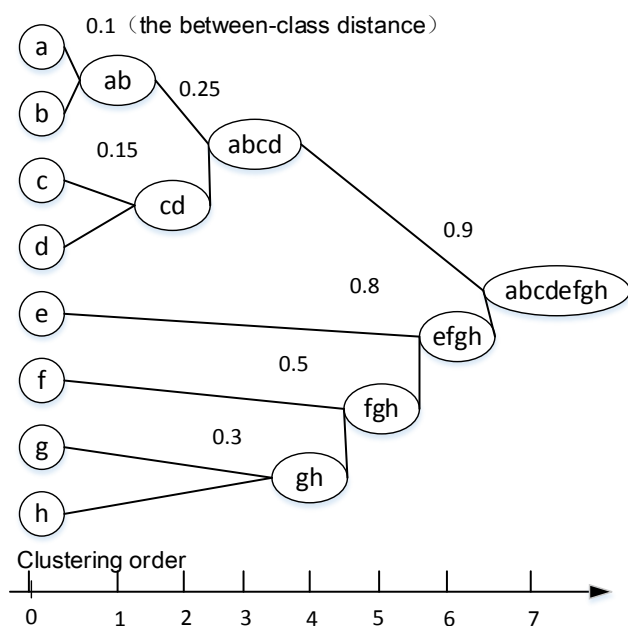 0.1（the between-class distance）
a
ab
0.25
b
0.15
abcd
c
cd
d
0.9
0.8
abcdefgh
e
efgh
0.5
f
fgh
0.3
g
gh
h
Clustering order
0 1 2 3 4 5 6 7